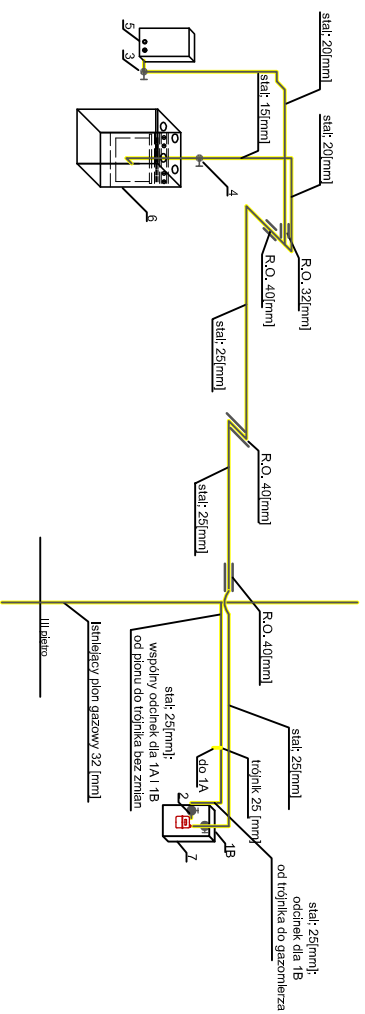 5
3
stal; 20[mm]
stal; 15[mm]
stal; 20[mm]
4
6
R.O. 32[mm]
R.O. 40[mm]
stal; 25[mm]
R.O. 40[mm]
stal; 25[mm]
III piętro
R.O. 40[mm]
Istniejący pion gazowy 32 [mm]
stal; 25[mm];
wspólny odcinek dla 1A i 1B
od pionu do trójnika bez zmian
stal; 25[mm]
do 1A
trójnik 25 [mm]
2
1B
7
stal; 25[mm];
odcinek dla 1B
od trójnika do gazomierza